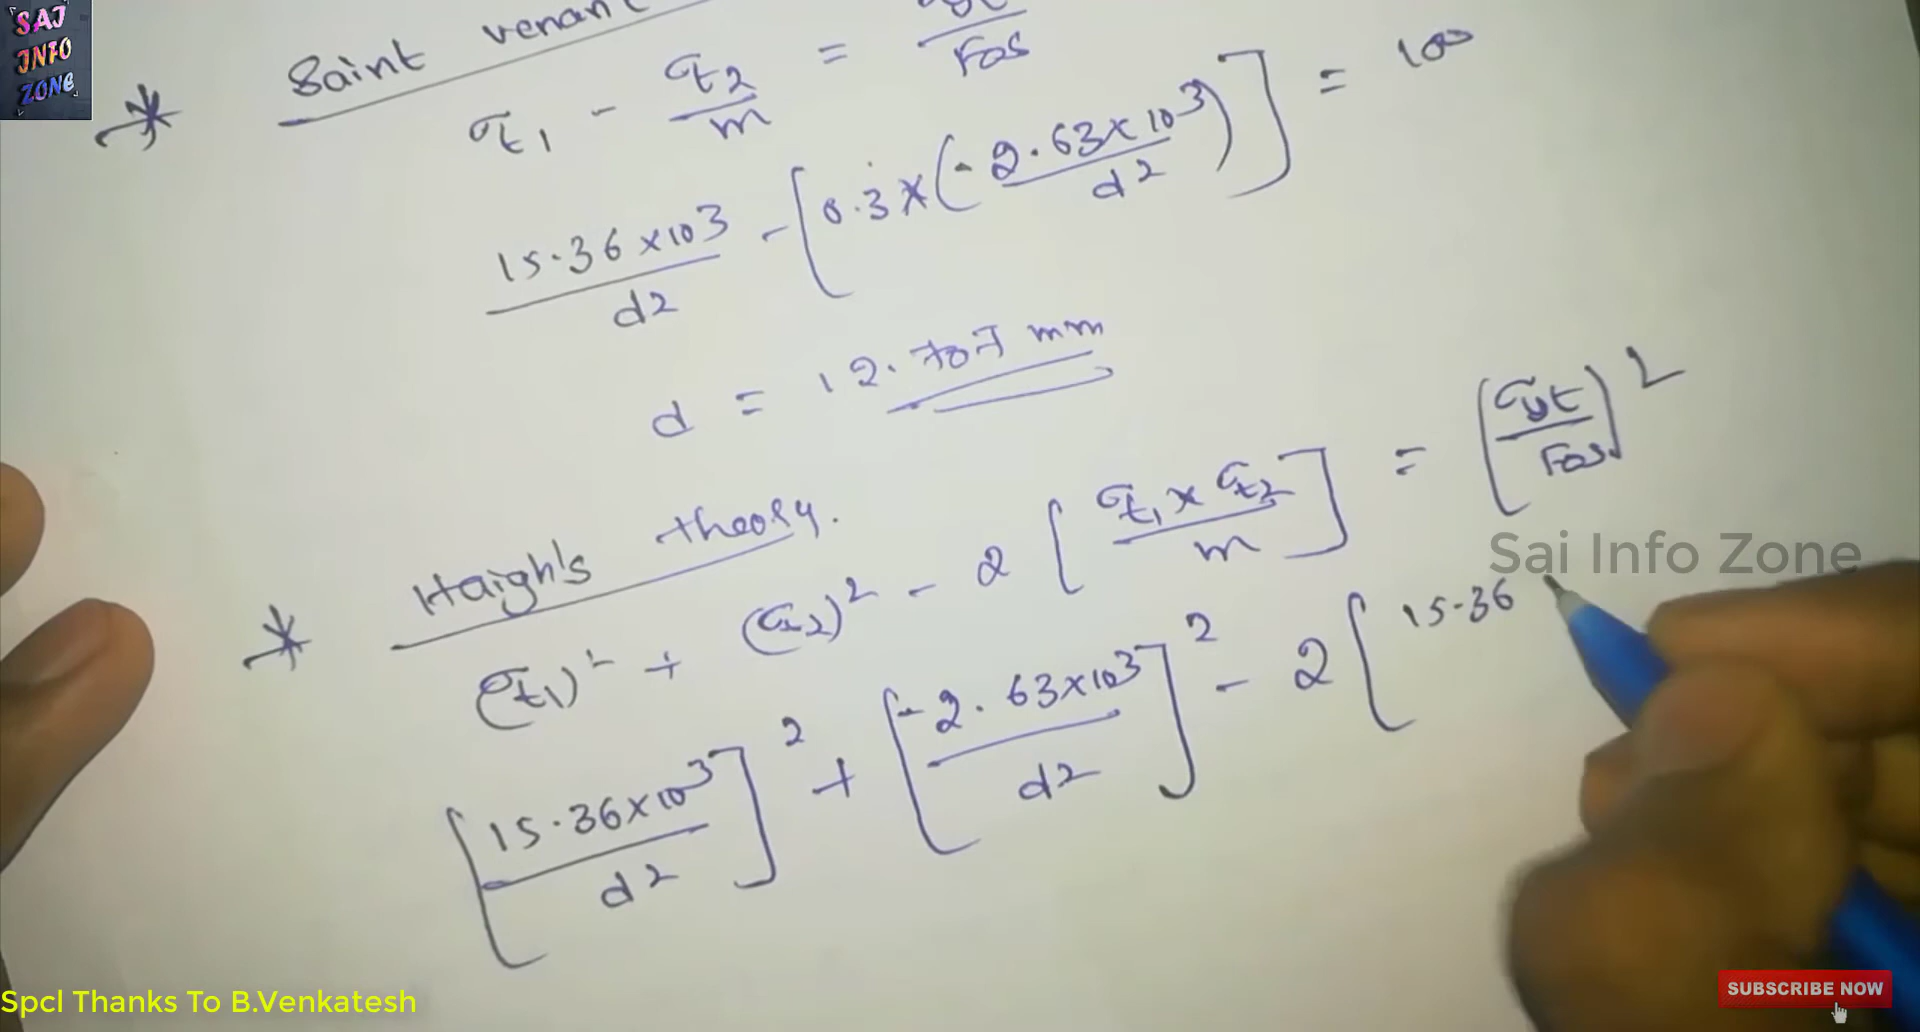 SAI
INFO
ZONE
* Saint venant
σt1 - σt2/m = σyt/FOS
15.36×10³/d² - [0.3×(-2.63×10³/d²)] = 100
d = 12.707 mm
* Haigh's theory.
(σt1)² + (σt2)² - 2[σt1×σt2/m] = (σyt/FOS)²
Sai Info Zone
[15.36×10³/d²]² + [-2.63×10³/d²]² - 2[15.36
Spcl Thanks To B.Venkatesh
SUBSCRIBE NOW